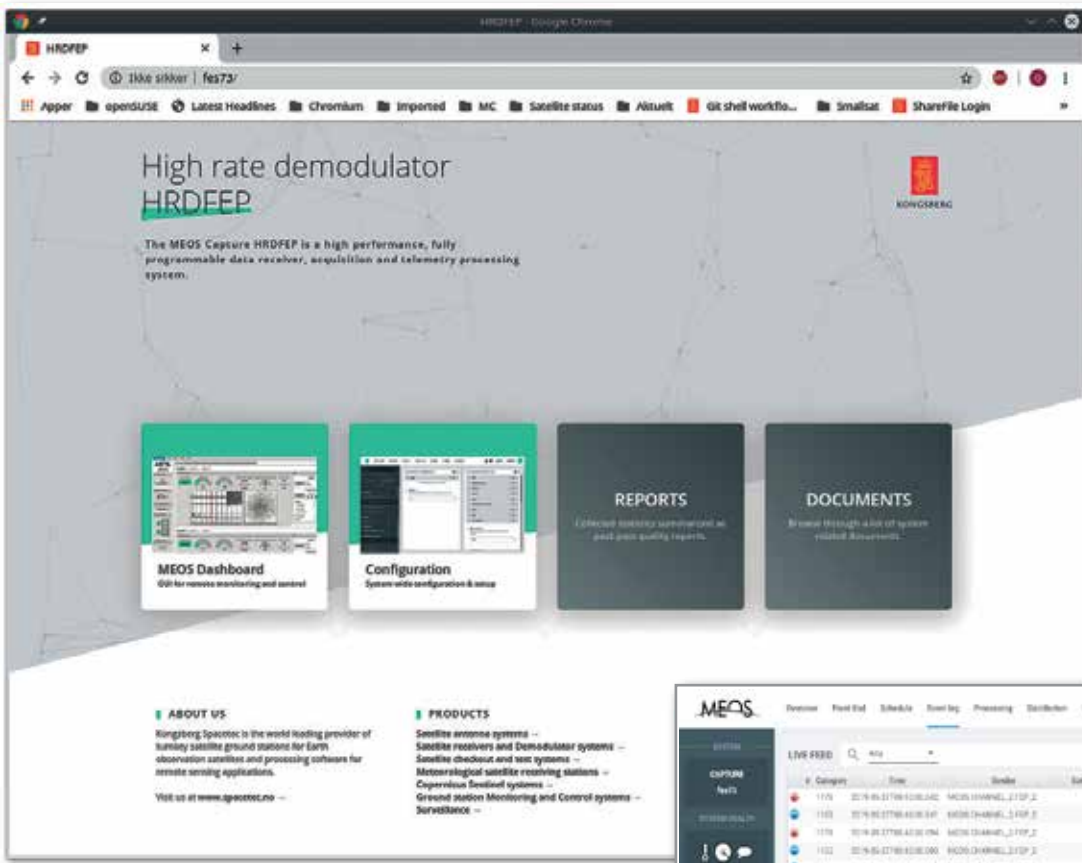 HRDFEP - Google Chrome
HRDFEP
Ikke sikker | fes73/
Apper openSUSE Latest Headlines Chromium Imported MC Satellite status Aktuelt Git shell workflo... Smallsat ShareFile Login »
High rate demodulator
HRDFEP
KONGSBERG
The MEOS Capture HRDFEP is a high performance, fully
programmable data receiver, acquisition and telemetry processing
system.
MEOS Dashboard
GUI for remote monitoring and control
Configuration
System wide configuration & setup
REPORTS
Collected statistics summarized as
past pass quality reports.
DOCUMENTS
Browse through a list of system
related documents.
ABOUT US
Kongsberg Spacetec is the world leading provider of
turnkey satellite ground stations for Earth
observation satellites and processing software for
remote sensing applications.
Visit us at www.spacetec.no
PRODUCTS
Satellite antenna systems
Satellite receivers and Demodulator systems
Satellite checkout and test systems
Meteorological satellite receiving stations
Copernicus Sentinel systems
Ground station Monitoring and Control systems
Surveillance
MEOS
Overview Front End Schedule Event log Processing Distribution
SYSTEM
CAPTURE
fes73
SYSTEM HEALTH
LIVE FEED Any
# Category Time Sender